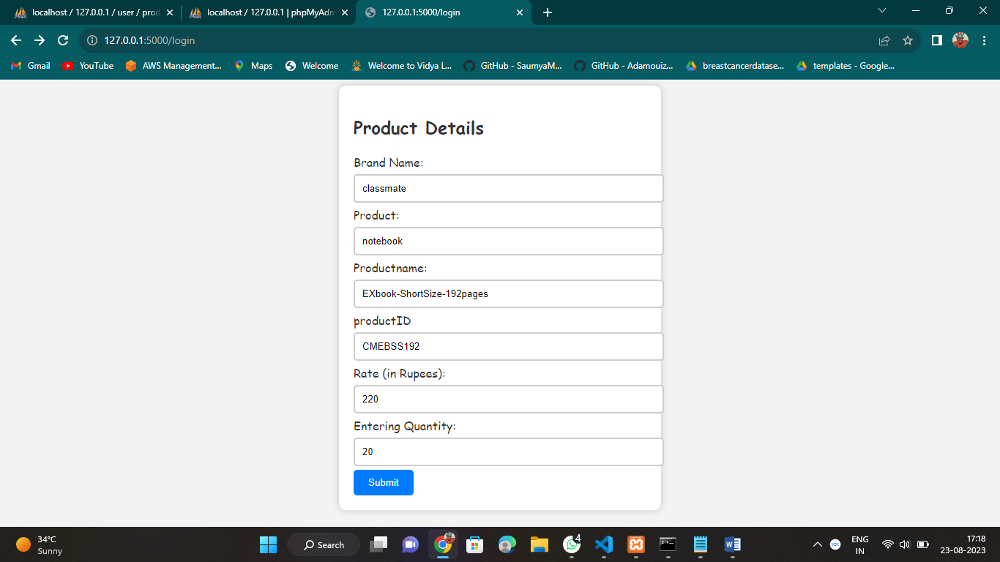 localhost / 127.0.0.1 / user / prod
localhost / 127.0.0.1 | phpMyAdm
127.0.0.1:5000/login
127.0.0.1:5000/login
Gmail
YouTube
AWS Management...
Maps
Welcome
Welcome to Vidya L...
GitHub - SaumyaM...
GitHub - Adamouiz...
breastcancerdatase...
templates - Google...
Product Details
Brand Name:
classmate
Product:
notebook
Productname:
EXbook-ShortSize-192pages
productID
CMEBSS192
Rate (in Rupees):
220
Entering Quantity:
20
Submit
34°C
Sunny
Search
4
ENG
IN
17:18
23-08-2023